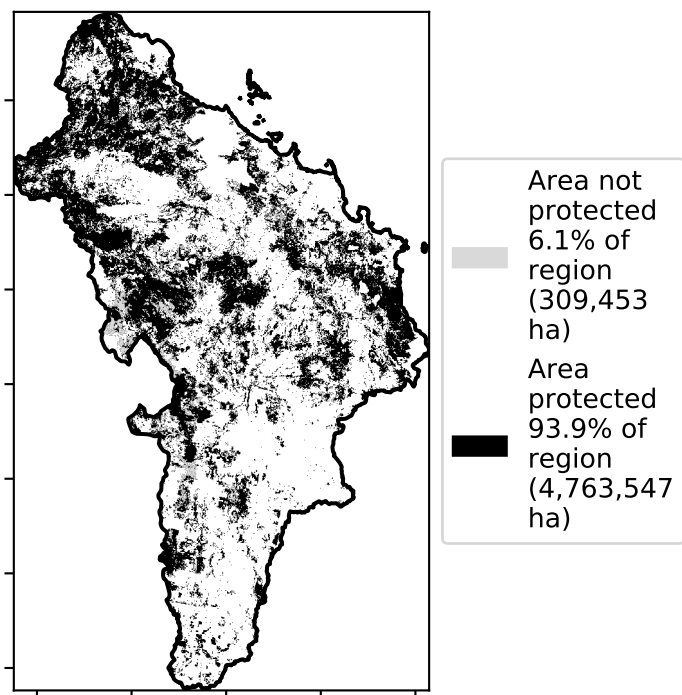 Area not
protected
6.1% of
region
(309,453
ha)
Area
protected
93.9% of
region
(4,763,547
ha)